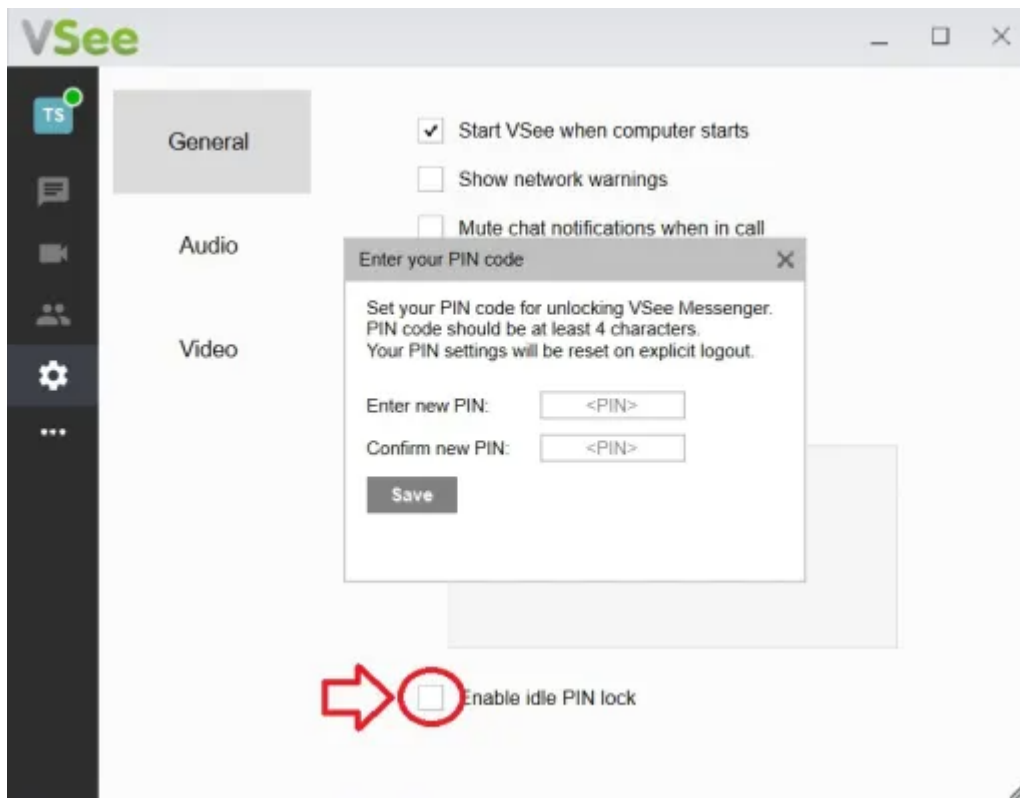 VSee
TS
General
Audio
Video
Start VSee when computer starts
Show network warnings
Mute chat notifications when in call
Enter your PIN code
Set your PIN code for unlocking VSee Messenger.
PIN code should be at least 4 characters.
Your PIN settings will be reset on explicit logout.
Enter new PIN: <PIN>
Confirm new PIN: <PIN>
Save
Enable idle PIN lock